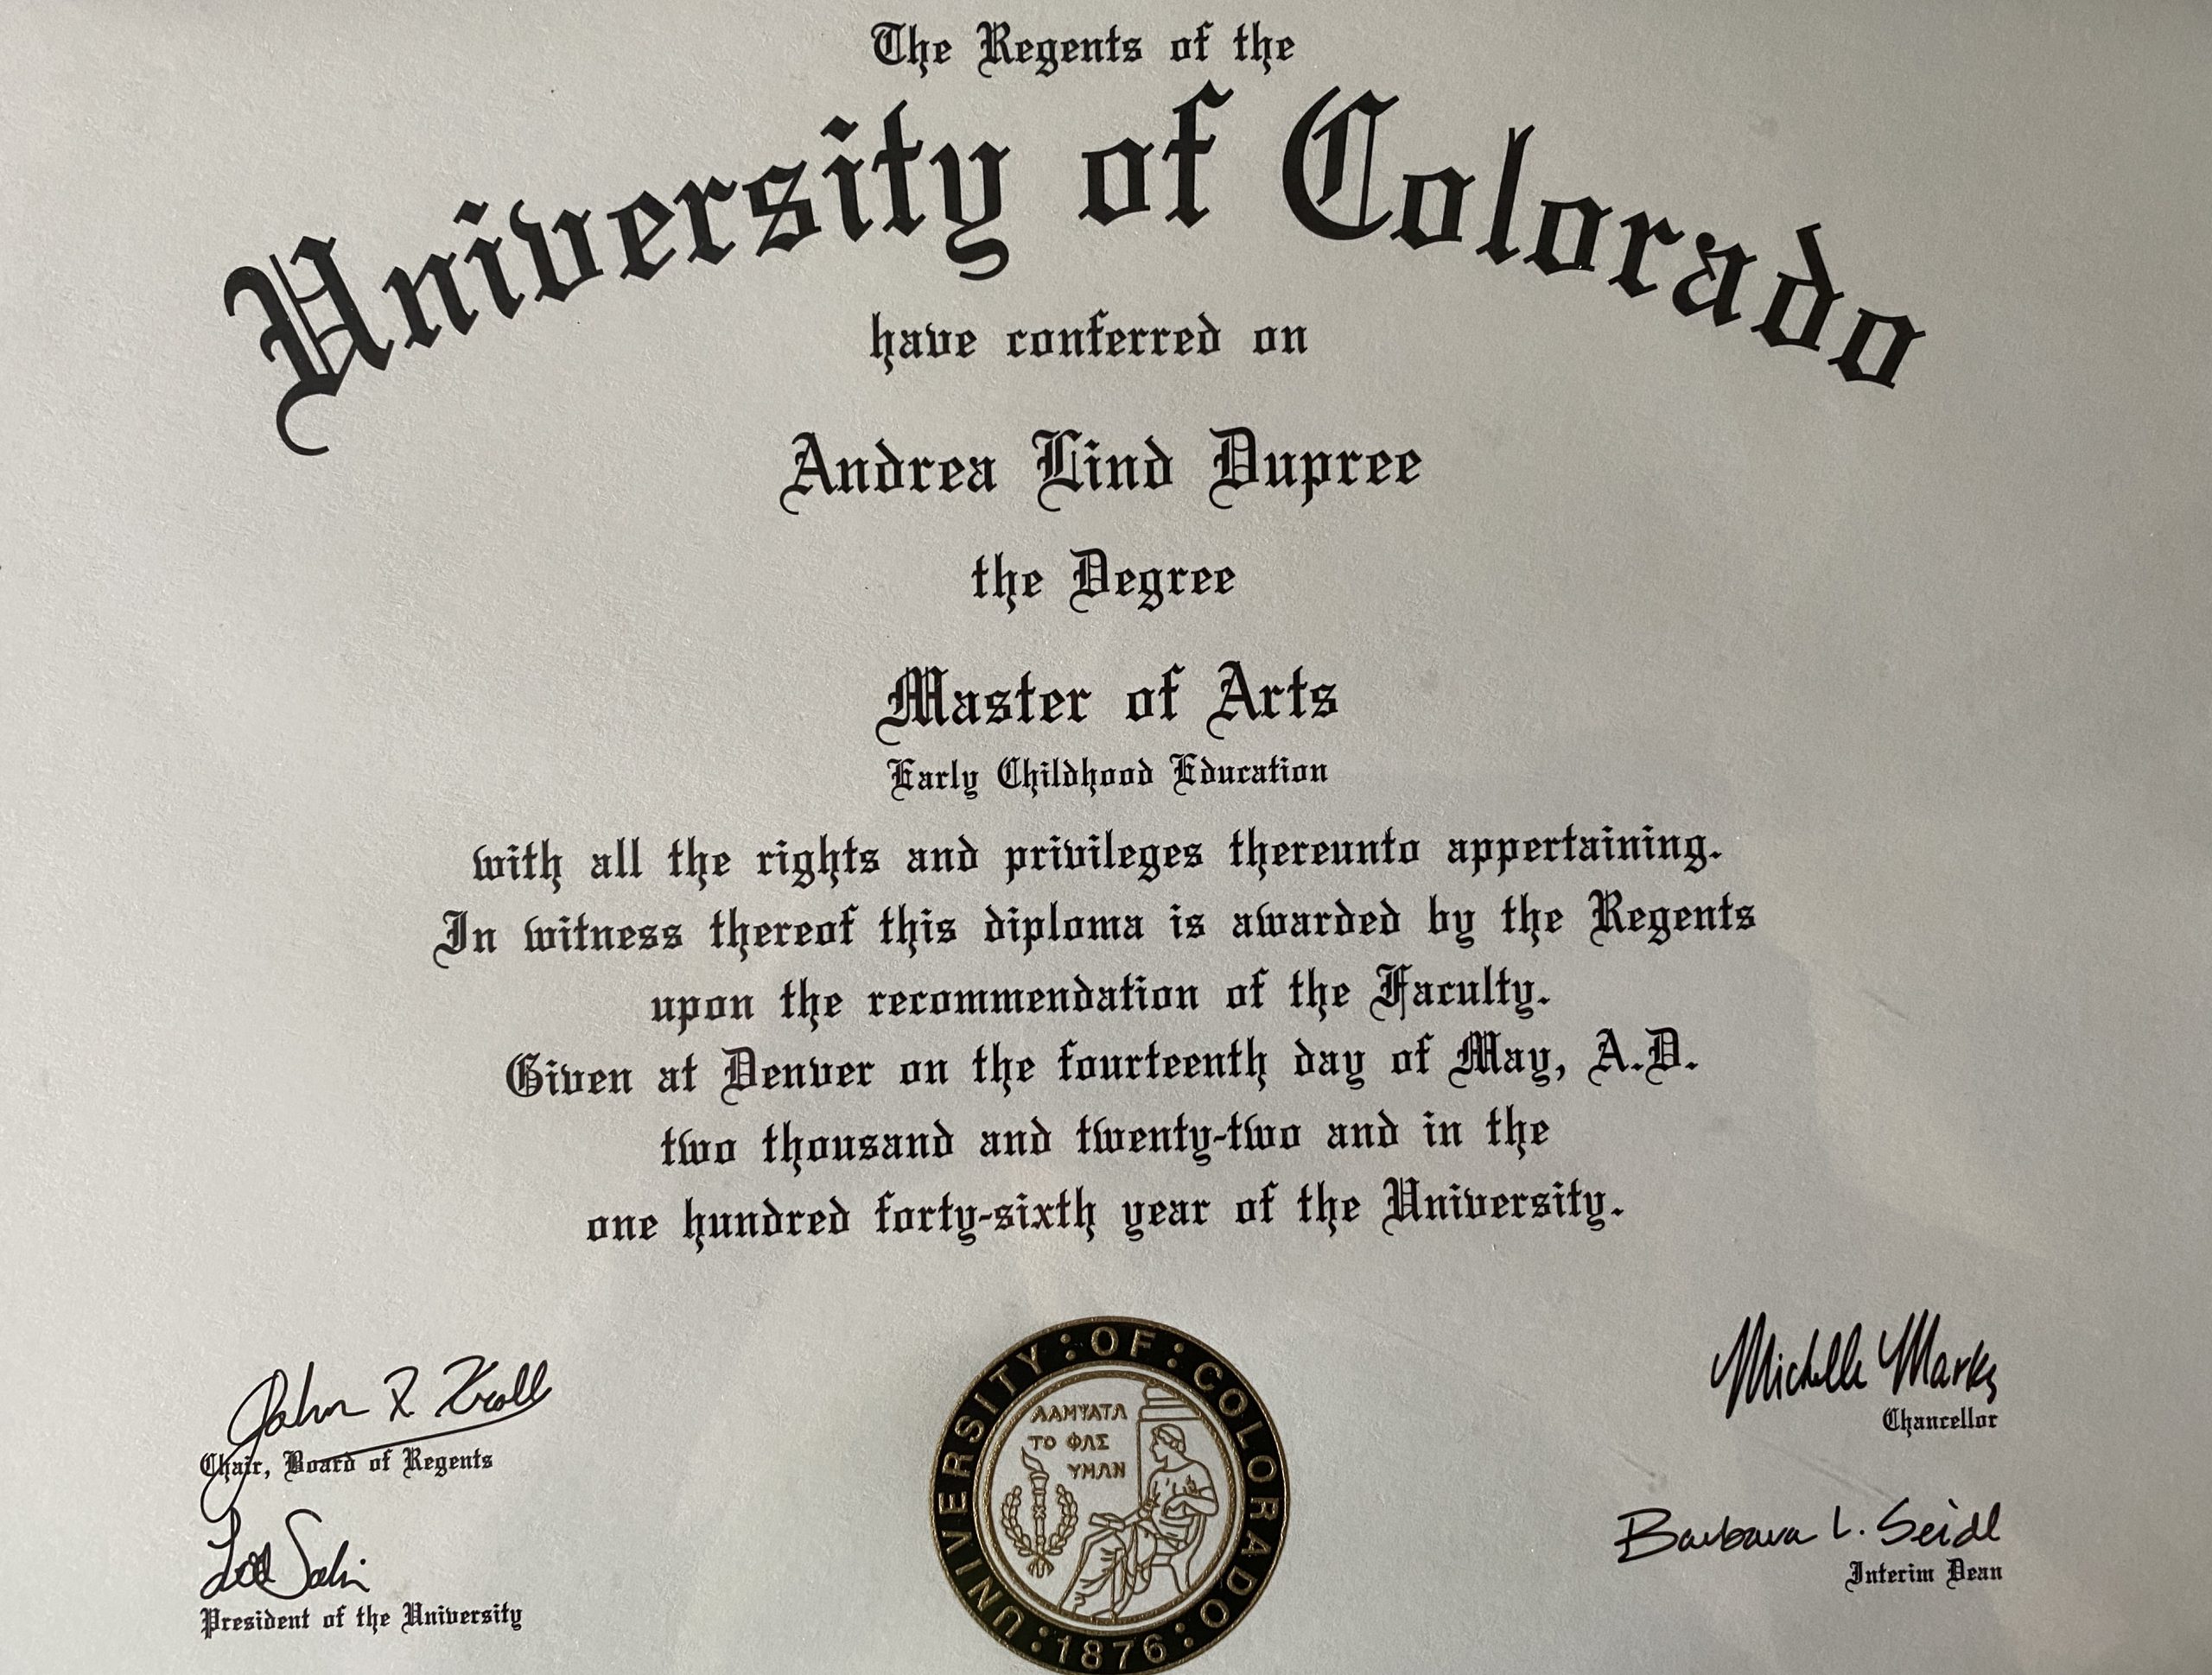 The Regents of the
University of Colorado
have conferred on
Andrea Lind Dupree
the Degree
Master of Arts
Early Childhood Education
with all the rights and privileges thereunto appertaining.
In witness thereof this diploma is awarded by the Regents
upon the recommendation of the Faculty.
Given at Denver on the fourteenth day of May, A.D.
two thousand and twenty-two and in the
one hundred forty-sixth year of the University.
John R Kroll
Chair, Board of Regents
President of the University
UNIVERSITY : OF : COLORADO : 1876 :
ΛΑΜΨΑΤΩ
ΤΟ ΦΩΣ
ΥΜΩΝ
Michelle Marks
Chancellor
Barbara L. Seidl
Interim Dean